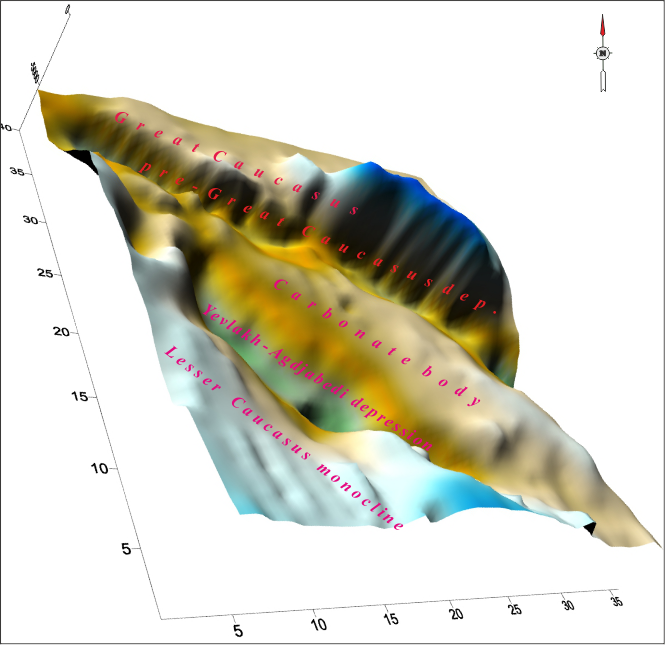 N
Great Caucasus
pre-Great Caucasus dep.
Carbonate body
Yevlakh-Agdjabedi depression
Lesser Caucasus monocline
40
35
30
25
20
15
10
5
5
10
15
20
25
30
35